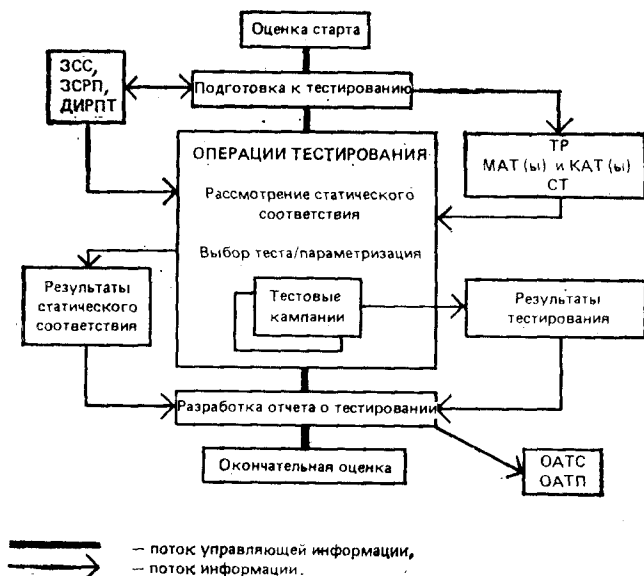 Оценка старта
ЗСС,
ЗСРП,
ДИРПТ
Подготовка к тестированию
ОПЕРАЦИИ ТЕСТИРОВАНИЯ
ТР
МАТ (ы) и КАТ (ы)
СТ
Рассмотрение статического
соответствия
Выбор теста/параметризация
Результаты
статического
соответствия
Тестовые
кампании
Результаты
тестирования
Разработка отчета о тестировании
Окончательная оценка
ОАТС
ОАТП
— поток управляющей информации,
— поток информации.